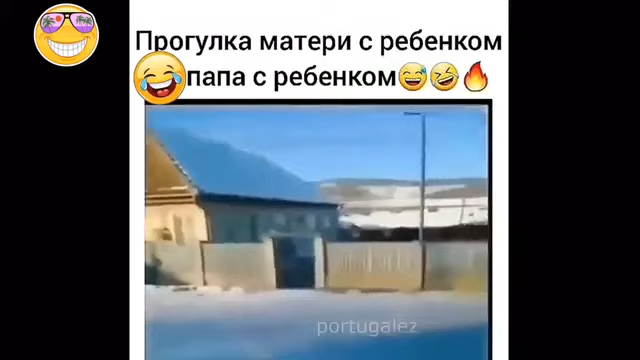 Прогулка матери с ребенком
папа с ребенком😅🤣🔥
portugalez